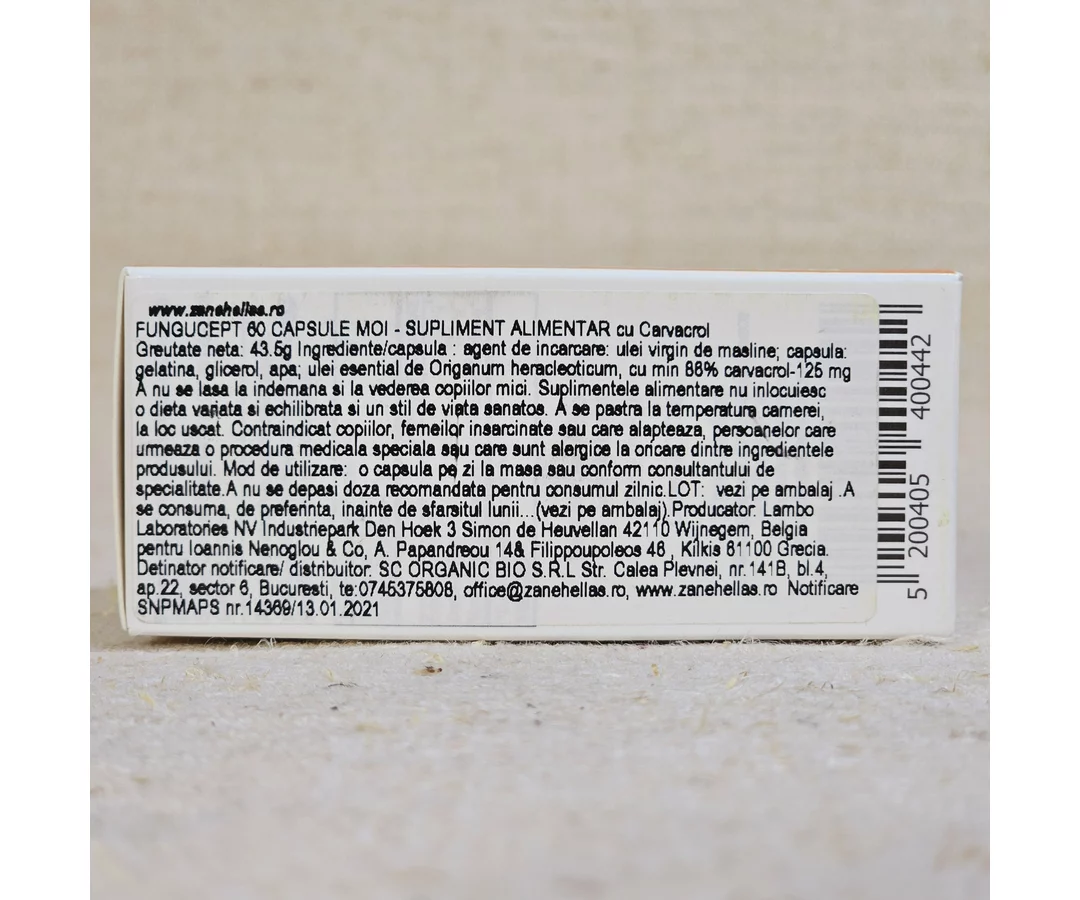 www.zanehellas.ro
FUNGUCEPT 60 CAPSULE MOI - SUPLIMENT ALIMENTAR cu Carvacrol
Greutate neta: 43.5g Ingrediente/capsula : agent de incarcare: ulei virgin de masline; capsula:
gelatina, glicerol, apa; ulei esential de Origanum heracleoticum, cu min 86% carvacrol-125 mg
A nu se lasa la indemana si la vederea copiilor mici. Suplimentele alimentare nu inlocuiesc
o dieta variata si echilibrata si un stil de viata sanatos. A se pastra la temperatura camerei,
la loc uscat. Contraindicat copiilor, femeilor insarcinate sau care alapteaza, persoanelor care
urmeaza o procedura medicala speciala sau care sunt alergice la oricare dintre ingredientele
produsului. Mod de utilizare: o capsula pe zi la masa sau conform consultantului de
specialitate.A nu se depasi doza recomandata pentru consumul zilnic.LOT: vezi pe ambalaj .A
se consuma, de preferinta, inainte de sfarsitul lunii...(vezi pe ambalaj).Producator: Lambo
Laboratories NV Industriepark Den Hoek 3 Simon de Heuvellan 42110 Wijnegem, Belgia
pentru Ioannis Nenoglou & Co, A. Papandreou 14& Filippoupoleos 46 , Kilkis 61100 Grecia.
Detinator notificare/ distribuitor: SC ORGANIC BIO S.R.L Str. Calea Plevnei, nr.141B, bl.4,
ap.22, sector 6, Bucuresti, te:0745375808, office@zanehellas.ro, www.zanehellas.ro Notificare
SNPMAPS nr.14369/13.01.2021
5 200405 400442